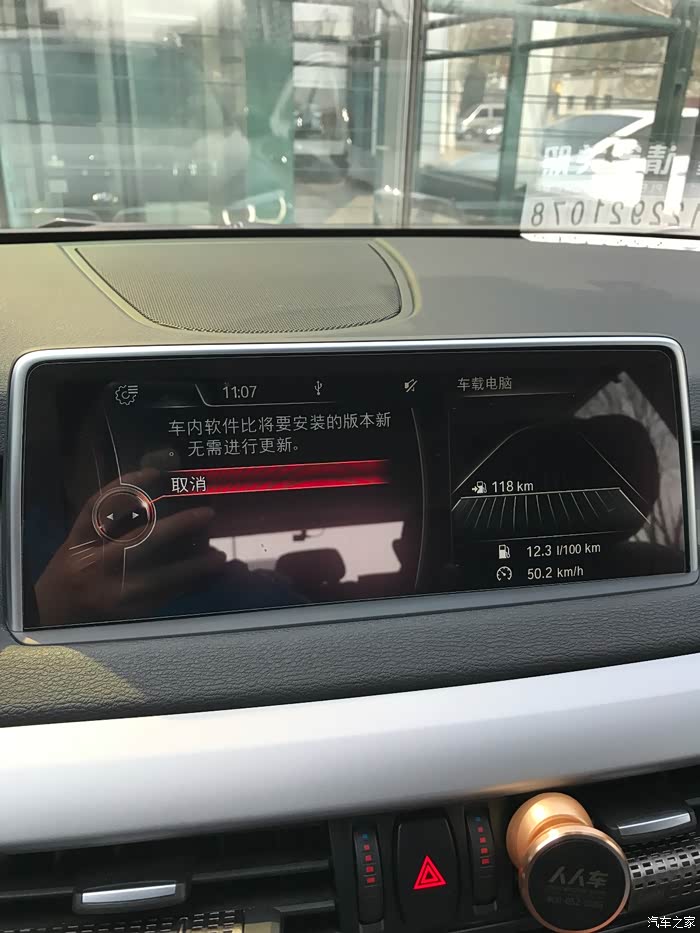 22921078
11:07
车载电脑
车内软件比将要安装的版本新
。无需进行更新。
取消
118 km
12.3 l/100 km
50.2 km/h
人人车
汽车之家